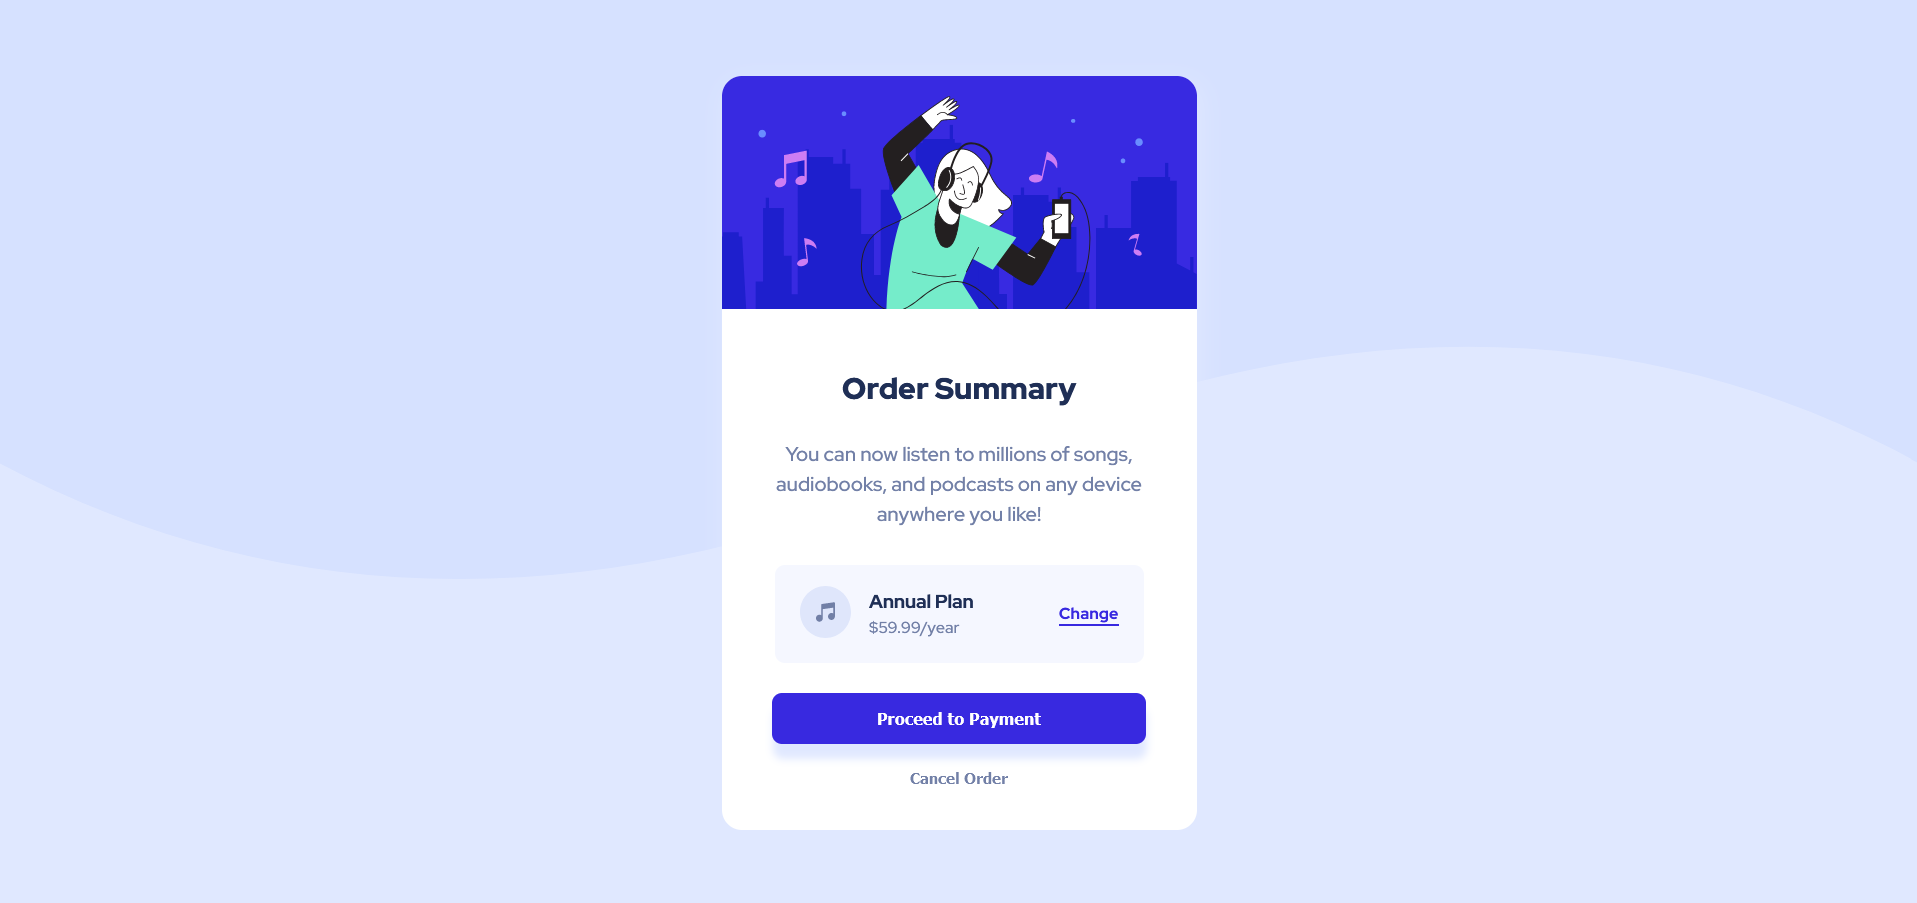 Order Summary
You can now listen to millions of songs,
audiobooks, and podcasts on any device
anywhere you like!
Annual Plan
$59.99/year
Change
Proceed to Payment
Cancel Order